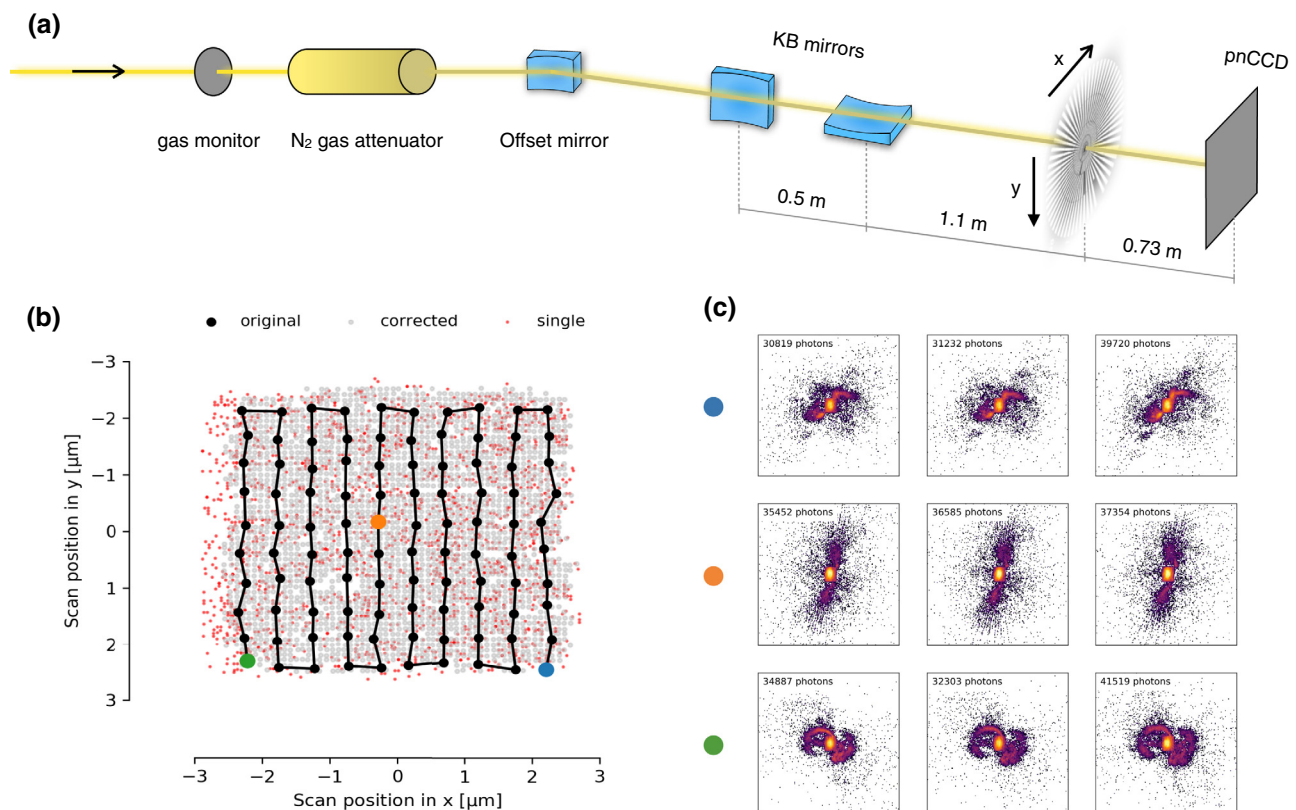 (a)
KB mirrors
x
pnCCD
gas monitor
N₂ gas attenuator
Offset mirror
y
0.5 m
1.1 m
0.73 m
(b)
original
corrected
single
−3
−2
−1
0
1
2
3
Scan position in y [µm]
−3
−2
−1
0
1
2
3
Scan position in x [µm]
(c)
30819 photons
31232 photons
39720 photons
35452 photons
36585 photons
37354 photons
34887 photons
32303 photons
41519 photons